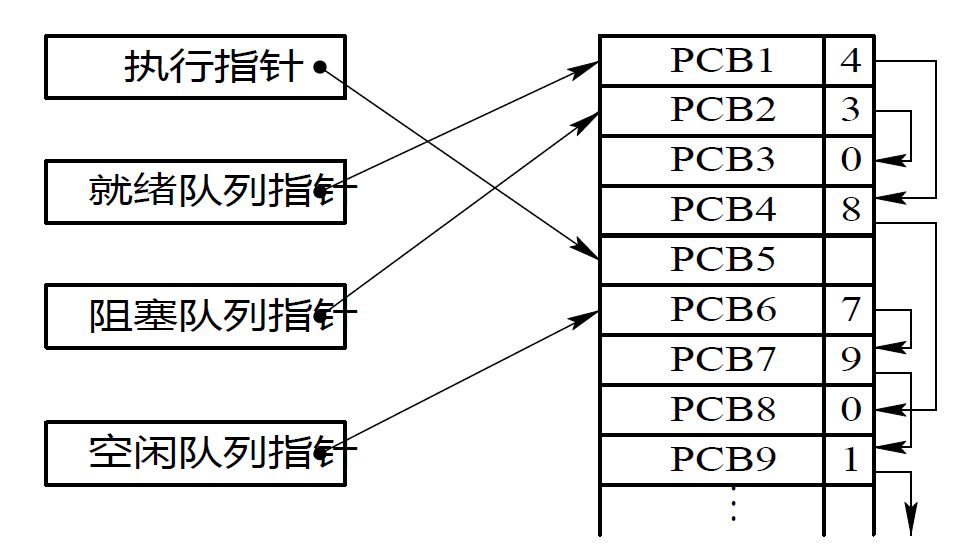 执行指针
就绪队列指针
阻塞队列指针
空闲队列指针
PCB1 4
PCB2 3
PCB3 0
PCB4 8
PCB5
PCB6 7
PCB7 9
PCB8 0
PCB9 1
⋮